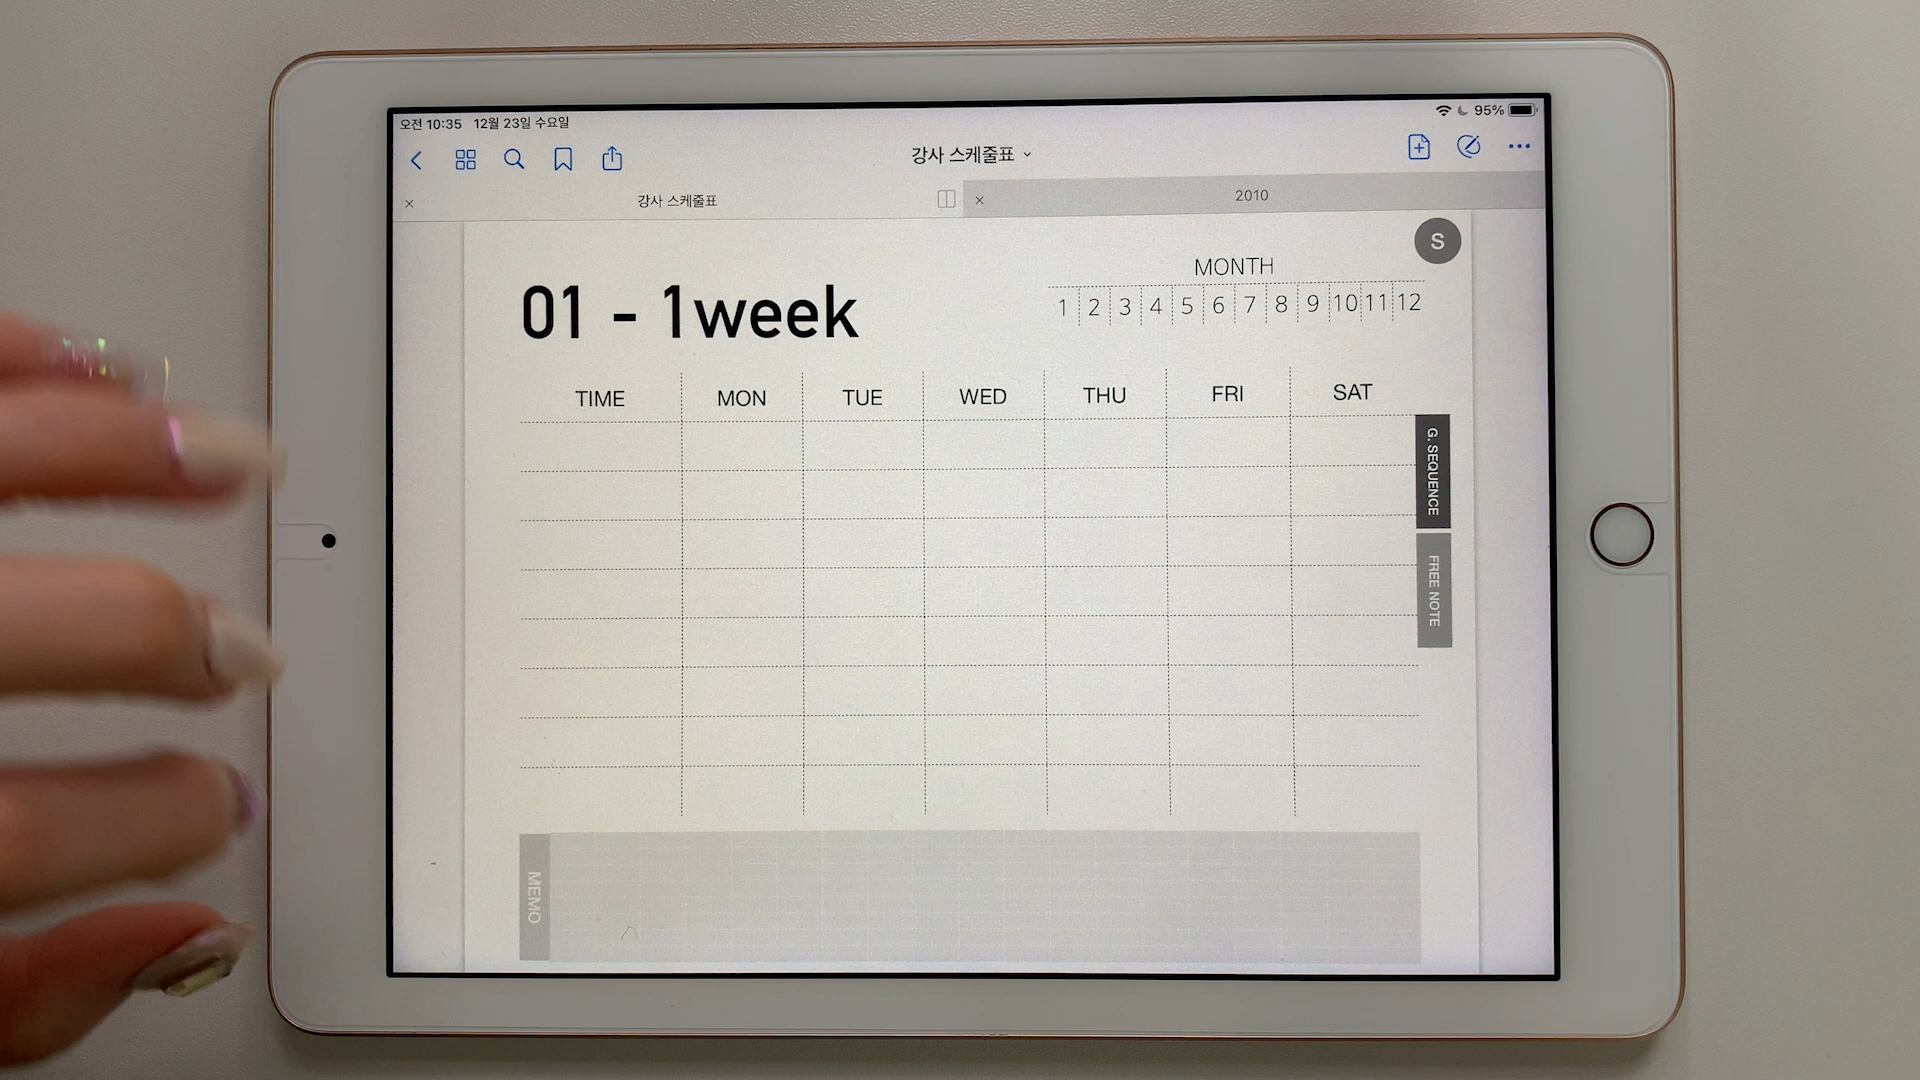 오전 10:35 12월 23일 수요일
95%
강사 스케줄표
강사 스케줄표
2010
S
MONTH
1 2 3 4 5 6 7 8 9 10 11 12
01 - 1week
TIME MON TUE WED THU FRI SAT
G. SEQUENCE
FREE NOTE
MEMO